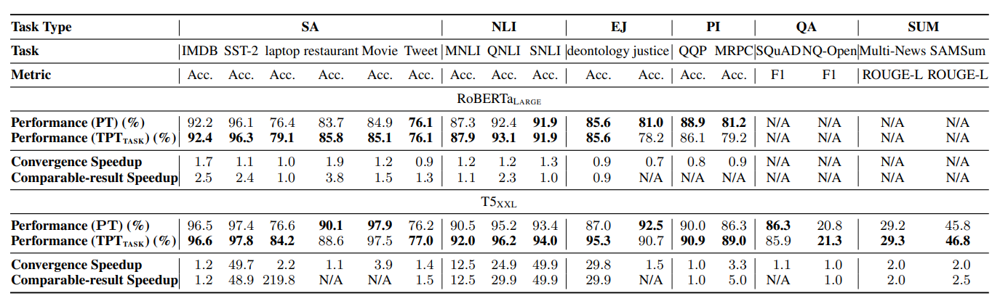 Task Type SA NLI EJ PI QA SUM
Task IMDB SST-2 laptop restaurant Movie Tweet MNLI QNLI SNLI deontology justice QQP MRPC SQuAD NQ-Open Multi-News SAMSum
Metric Acc. Acc. Acc. Acc. Acc. Acc. Acc. Acc. Acc. Acc. Acc. Acc. Acc. F1 F1 ROUGE-L ROUGE-L
RoBERTaLARGE
Performance (PT) (%) 92.2 96.1 76.4 83.7 84.9 76.1 87.3 92.4 91.9 85.6 81.0 88.9 81.2 N/A N/A N/A N/A
Performance (TPTTASK) (%) 92.4 96.3 79.1 85.8 85.1 76.1 87.9 93.1 91.9 85.6 78.2 86.1 79.2 N/A N/A N/A N/A
Convergence Speedup 1.7 1.1 1.0 1.9 1.2 0.9 1.2 1.2 1.3 0.9 0.7 0.8 0.9 N/A N/A N/A N/A
Comparable-result Speedup 2.5 2.4 1.0 3.8 1.5 1.3 1.1 2.3 1.0 0.9 N/A N/A N/A N/A N/A N/A N/A
T5XXL
Performance (PT) (%) 96.5 97.4 76.6 90.1 97.9 76.2 90.5 95.2 93.4 87.0 92.5 90.0 86.3 86.3 20.8 29.2 45.8
Performance (TPTTASK) (%) 96.6 97.8 84.2 88.6 97.5 77.0 92.0 96.2 94.0 95.3 90.7 90.9 89.0 85.9 21.3 29.3 46.8
Convergence Speedup 1.2 49.7 2.2 1.1 3.9 1.4 12.5 24.9 49.9 29.8 1.5 1.0 3.3 1.1 1.0 2.0 2.0
Comparable-result Speedup 1.2 48.9 219.8 N/A N/A 1.5 12.5 29.9 49.9 29.9 N/A 1.0 5.0 N/A 1.0 2.0 2.5